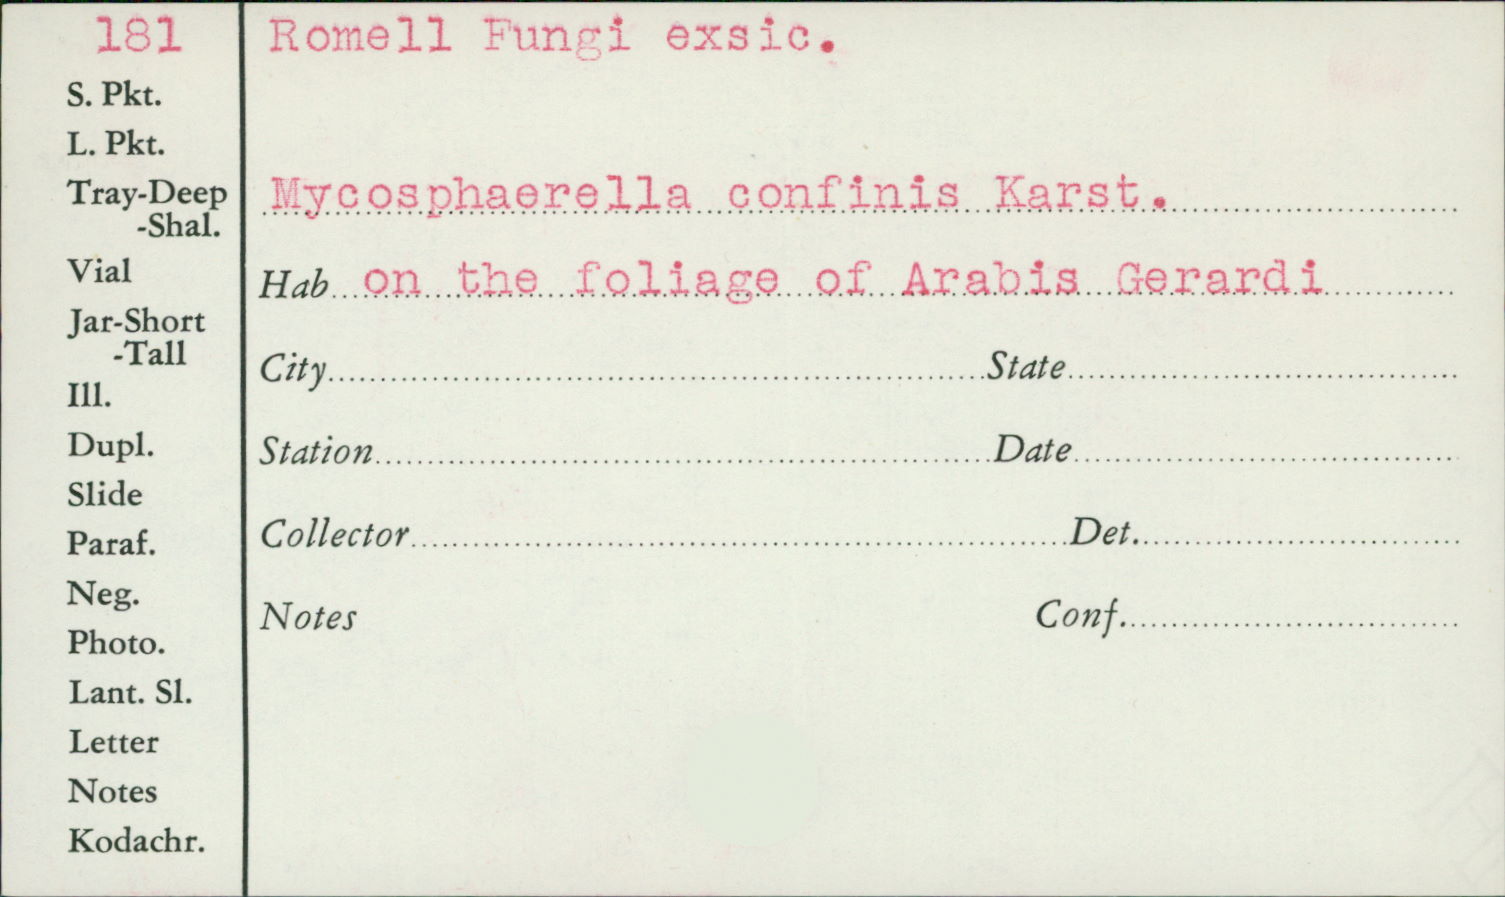 181
S. Pkt.
L. Pkt.
Tray-Deep
-Shal.
Vial
Jar-Short
-Tall
Ill.
Dupl.
Slide
Paraf.
Neg.
Photo.
Lant. Sl.
Letter
Notes
Kodachr.
Romell Fungi exsic.
Mycosphaerella confinis Karst.
Hab on the foliage of Arabis Gerardi
City State
Station Date
Collector Det.
Notes Conf.